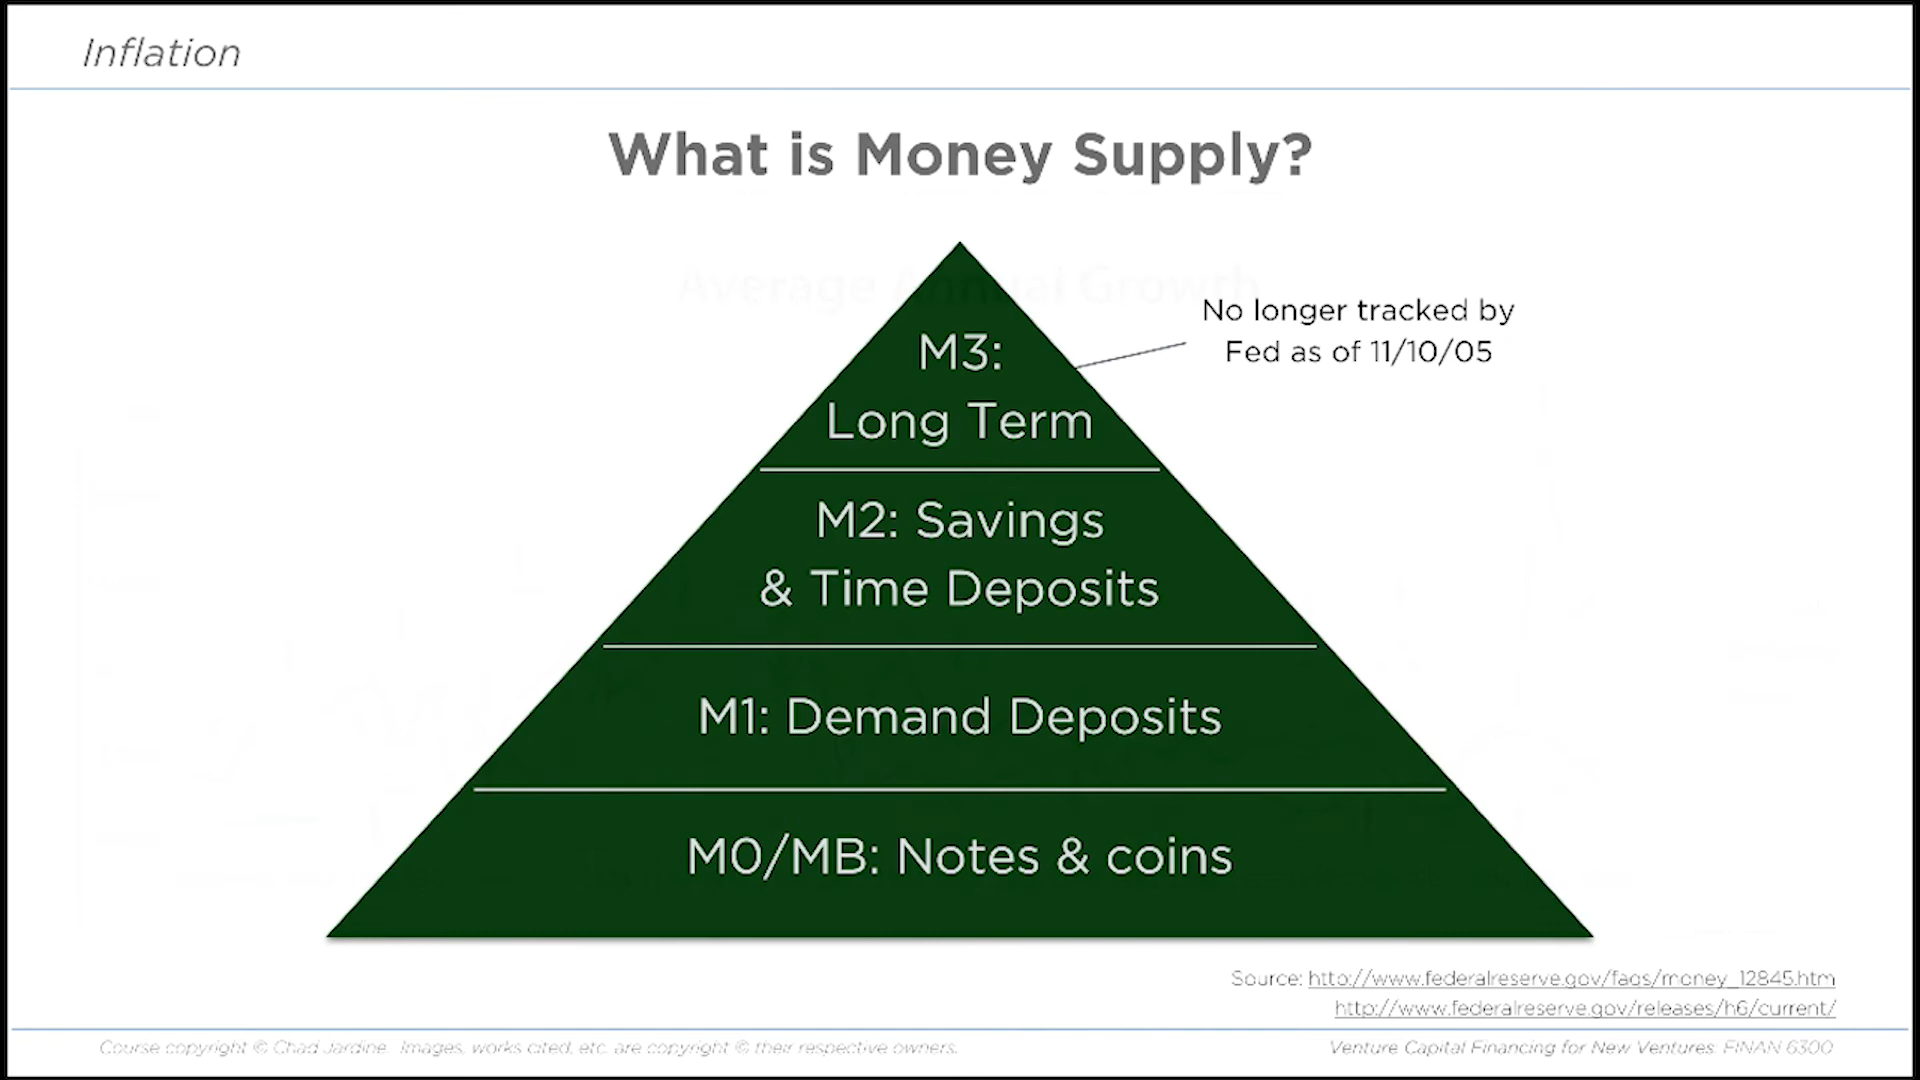 Inflation
What is Money Supply?
Average Annual Growth
No longer tracked by
Fed as of 11/10/05
M3:
Long Term
M2: Savings
& Time Deposits
M1: Demand Deposits
M0/MB: Notes & coins
Source: http://www.federalreserve.gov/faqs/money_12845.htm
http://www.federalreserve.gov/releases/h6/current/
Course copyright © Chad Jardine. Images, works cited, etc. are copyright © their respective owners.
Venture Capital Financing for New Ventures: FINAN 6300